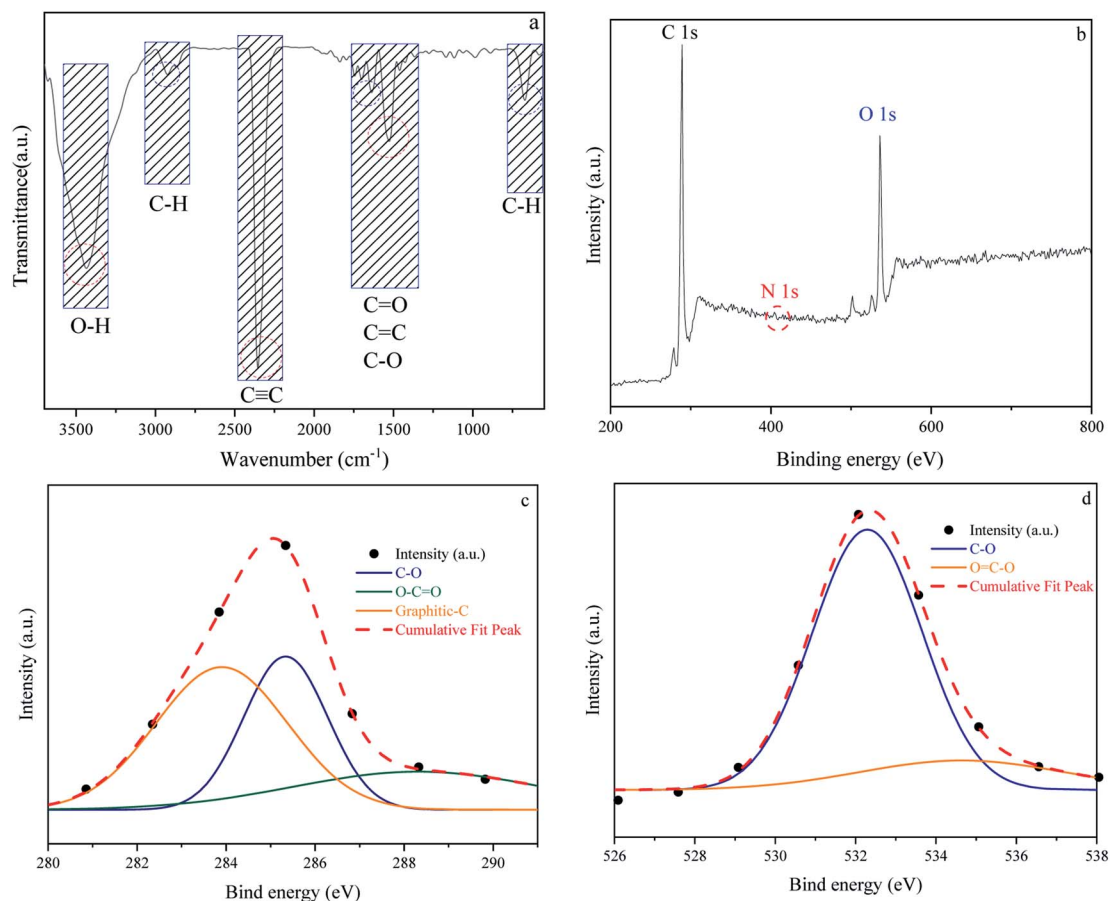 a
Transmittance(a.u.)
O-H
C-H
C≡C
C=O
C=C
C-O
C-H
3500 3000 2500 2000 1500 1000
Wavenumber (cm⁻¹)
b
C 1s
O 1s
N 1s
Intensity (a.u.)
200 400 600 800
Binding energy (eV)
c
Intensity (a.u.)
C-O
O-C=O
Graphitic-C
Cumulative Fit Peak
Intensity (a.u.)
280 282 284 286 288 290
Bind energy (eV)
d
Intensity (a.u.)
C-O
O=C-O
Cumulative Fit Peak
Intensity (a.u.)
526 528 530 532 534 536 538
Bind energy (eV)